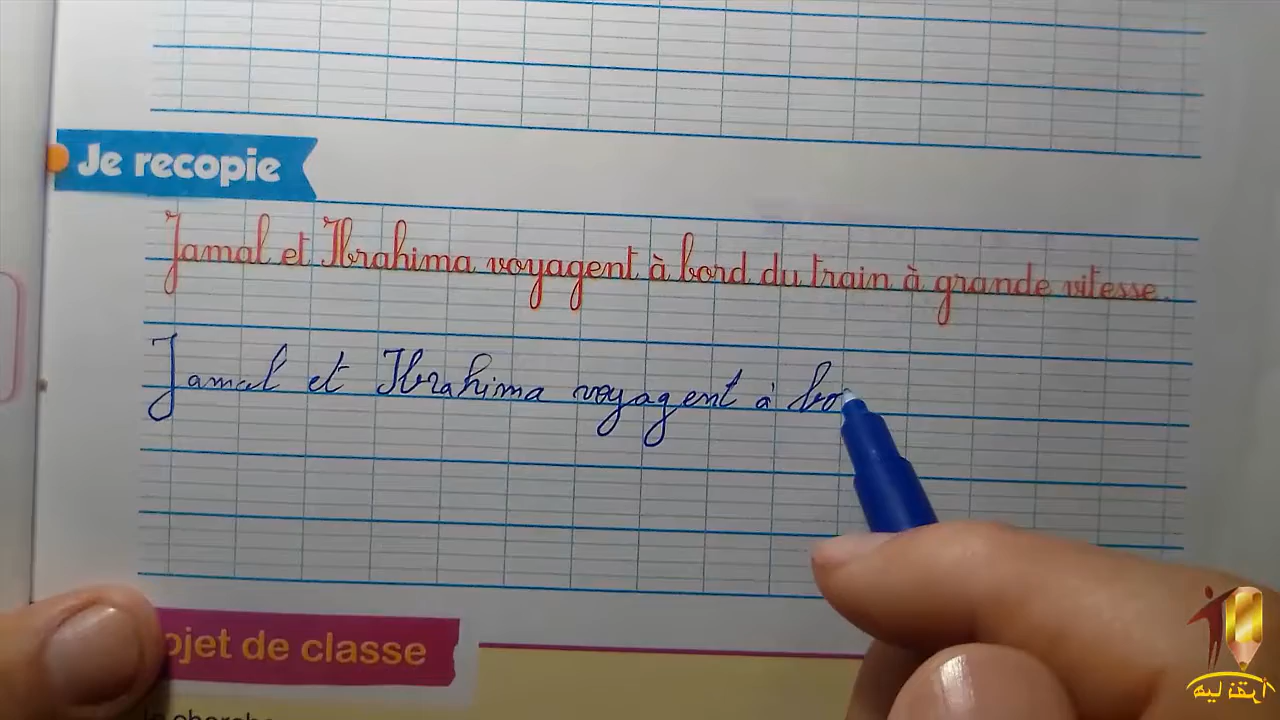 Je recopie
Jamal et Ibrahima voyagent à bord du train à grande vitesse.
Jamal et Ibrahima voyagent à bo
ojet de classe